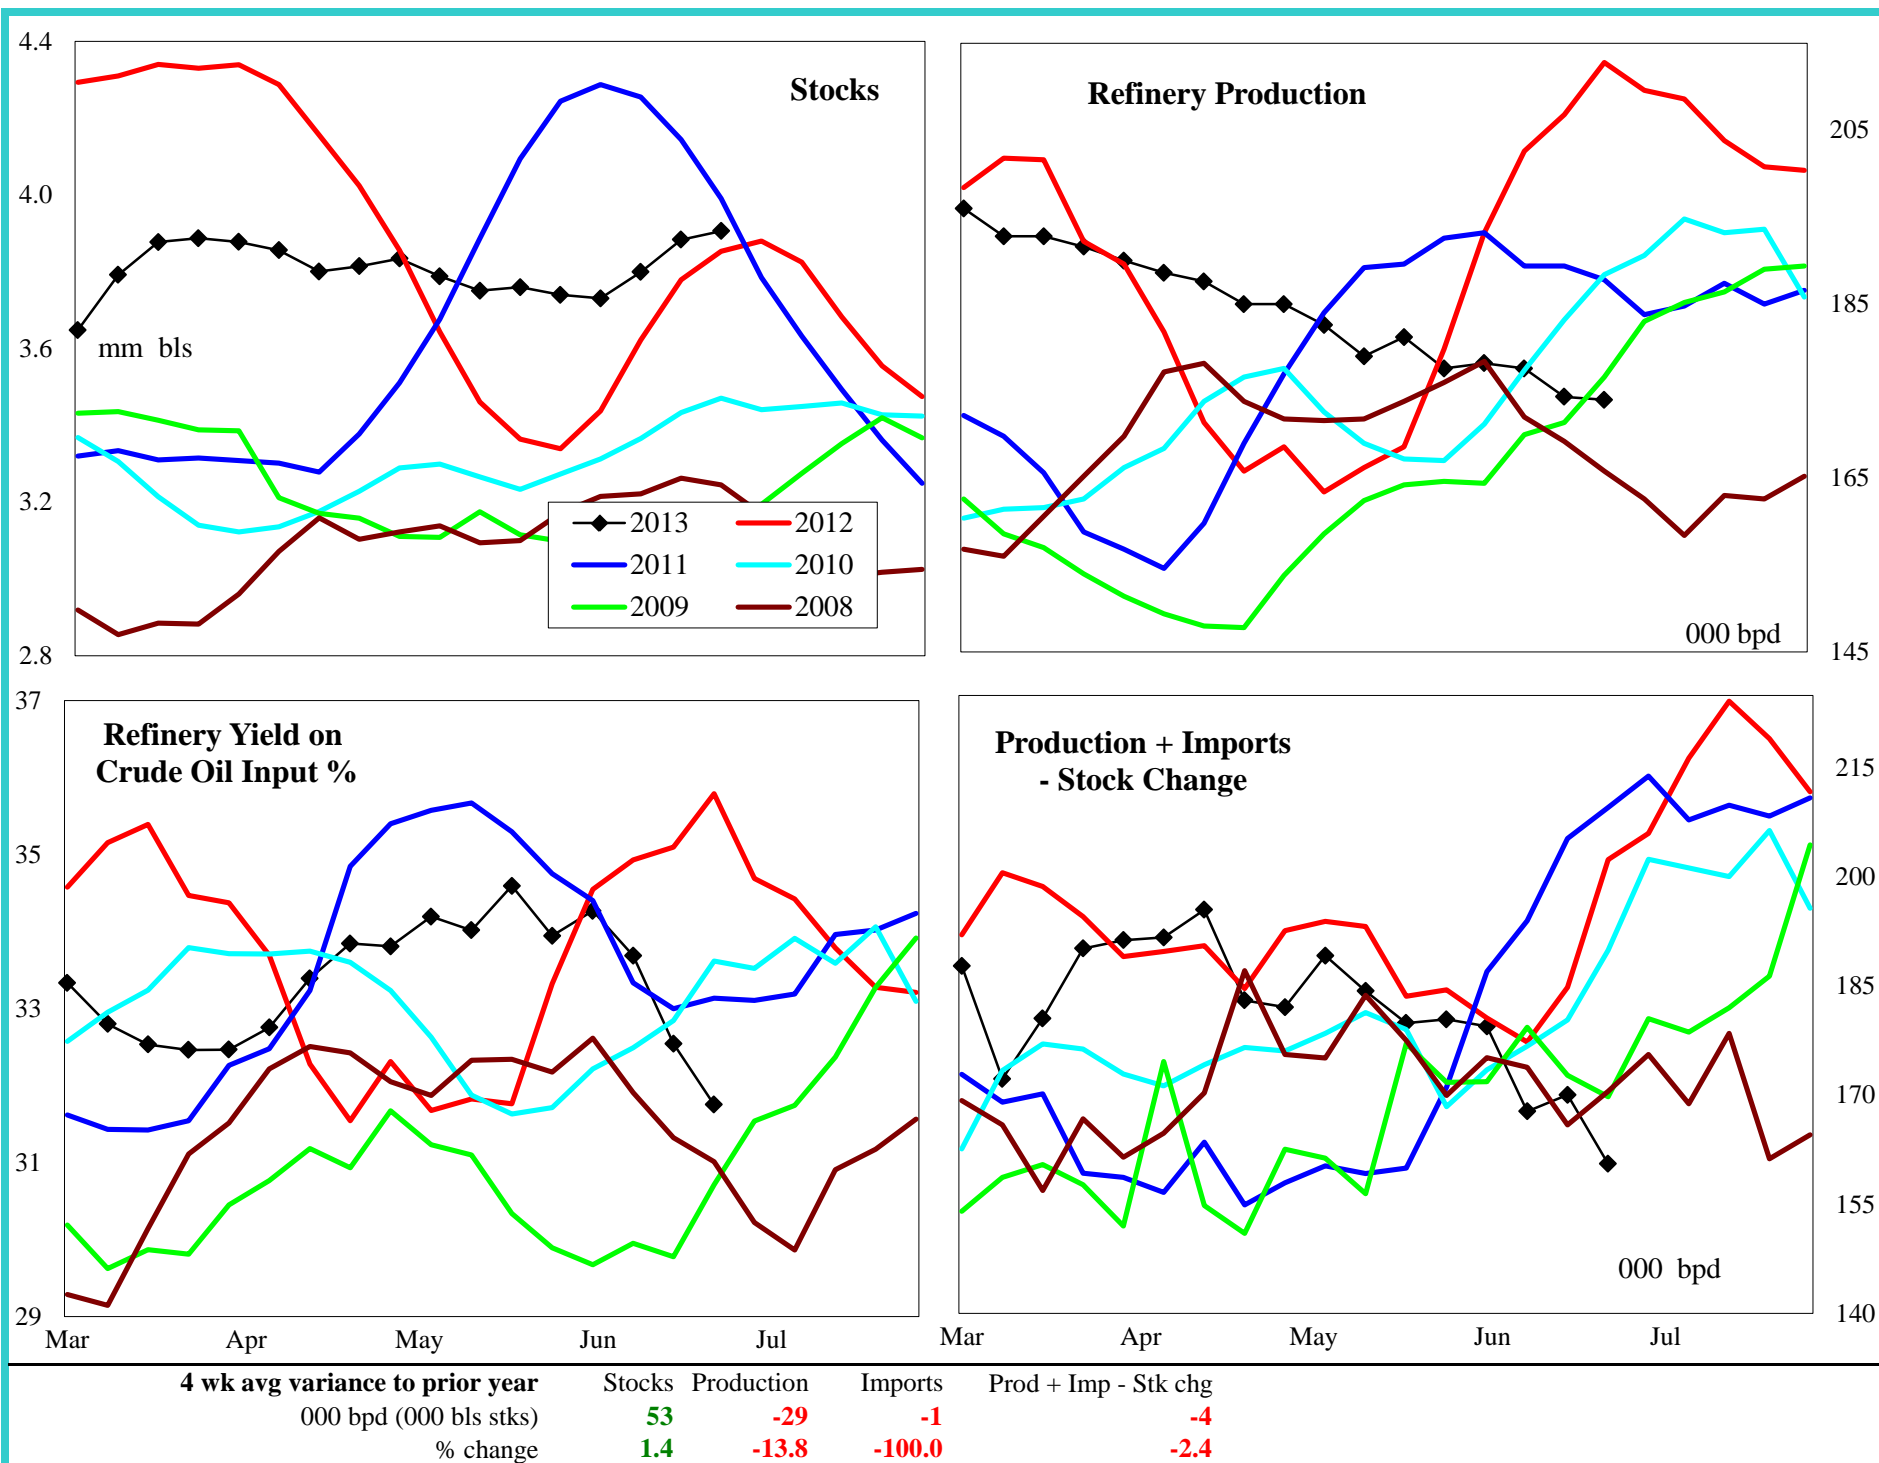 Stocks
4.4
4.0
3.6
3.2
2.8
mm bls
2013 2012
2011 2010
2009 2008
Refinery Production
205
185
165
145
000 bpd
Refinery Yield on
Crude Oil Input %
37
35
33
31
29
Mar Apr May Jun Jul
Production + Imports
- Stock Change
215
200
185
170
155
140
000 bpd
Mar Apr May Jun Jul
4 wk avg variance to prior year Stocks Production Imports Prod + Imp - Stk chg
000 bpd (000 bls stks) 53 -29 -1 -4
% change 1.4 -13.8 -100.0 -2.4